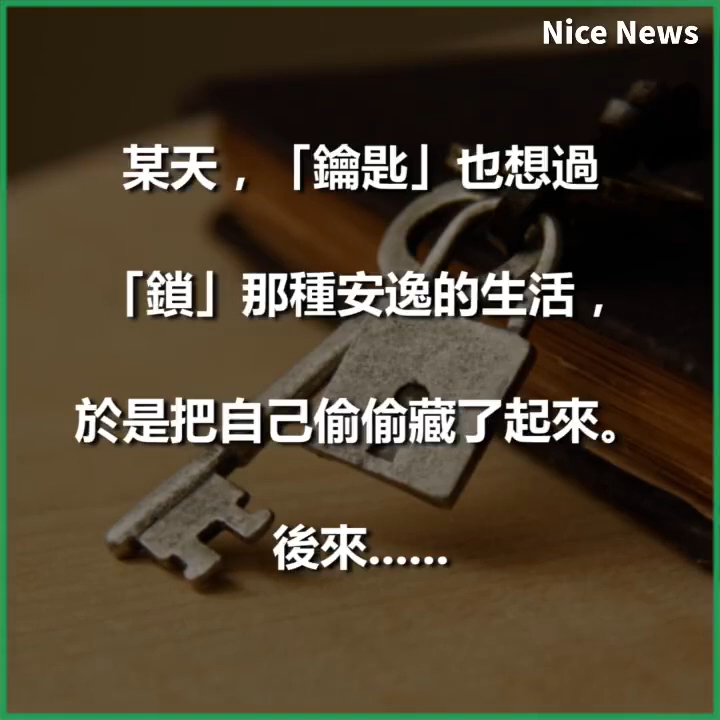 Nice News
某天，「鑰匙」也想過
「鎖」那種安逸的生活，
於是把自己偷偷藏了起來。
後來......